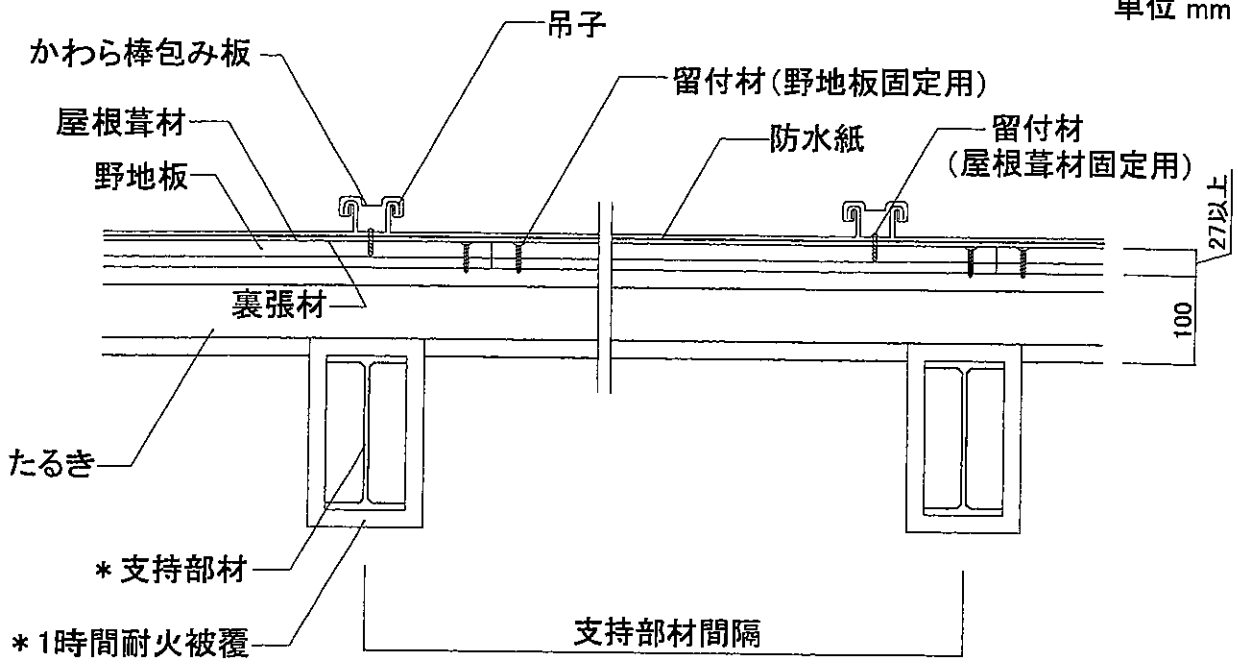 単位 mm
吊子
かわら棒包み板
留付材(野地板固定用)
屋根葺材
防水紙
留付材
(屋根葺材固定用)
野地板
27以上
裏張材
100
たるき
*支持部材
支持部材間隔
*1時間耐火被覆